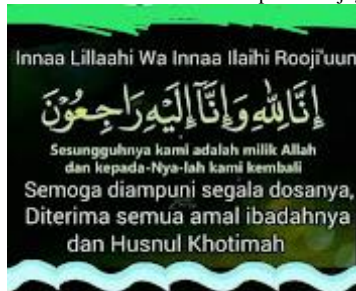 Innaa Lillaahi Wa Innaa Ilaihi Rooji'uun
إِنَّا لِلّٰهِ وَإِنَّآ إِلَيْهِ رَاجِعُوْنَ
Sesungguhnya kami adalah milik Allah
dan kepada-Nya-lah kami kembali
Semoga diampuni segala dosanya,
Diterima semua amal ibadahnya
dan Husnul Khotimah